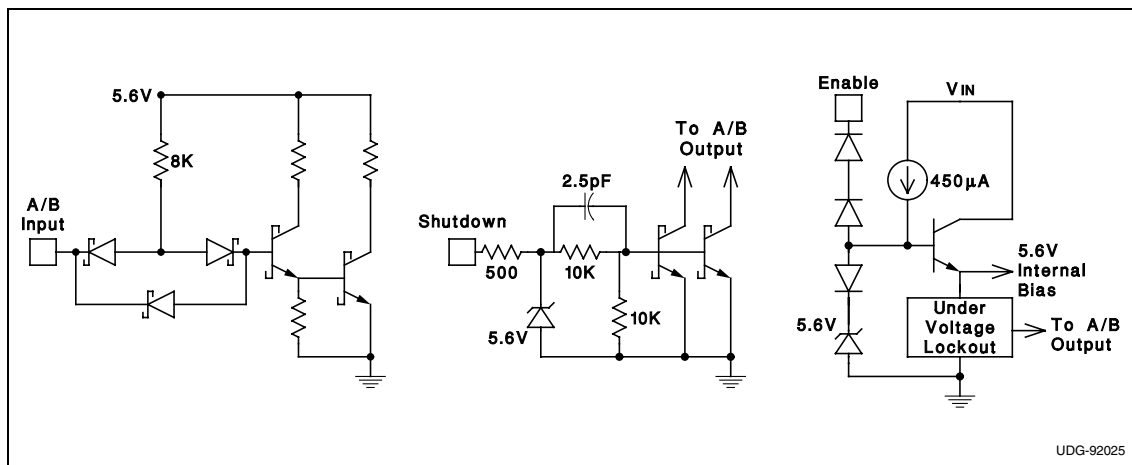 5.6V
8K
A/B
Input
To A/B
Output
2.5pF
Shutdown
500
10K
10K
5.6V
Enable
VIN
450µA
5.6V
Internal
Bias
5.6V
Under
Voltage
Lockout
To A/B
Output
UDG-92025